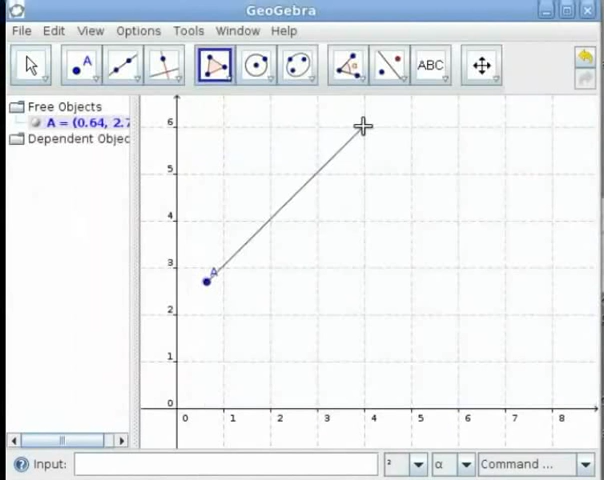 GeoGebra
File Edit View Options Tools Window Help
A ABC
Free Objects
A = (0.64, 2.7
Dependent Objec
6
5
4
3
A
2
1
0
0 1 2 3 4 5 6 7 8
Input: ² α Command ...